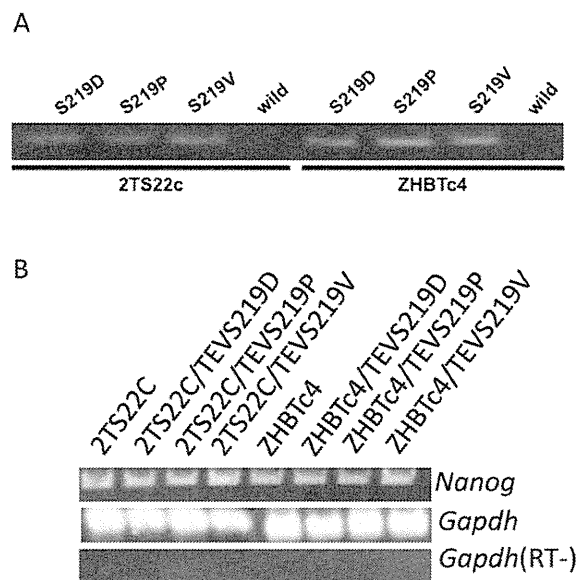 A
S219D S219P S219V wild S219D S219P S219V wild
2TS22c ZHBTc4
B
2TS22C 2TS22C/TEVS219D 2TS22C/TEVS219P 2TS22C/TEVS219V ZHBTc4 ZHBTc4/TEVS219D ZHBTc4/TEVS219P ZHBTc4/TEVS219V
Nanog
Gapdh
Gapdh(RT-)